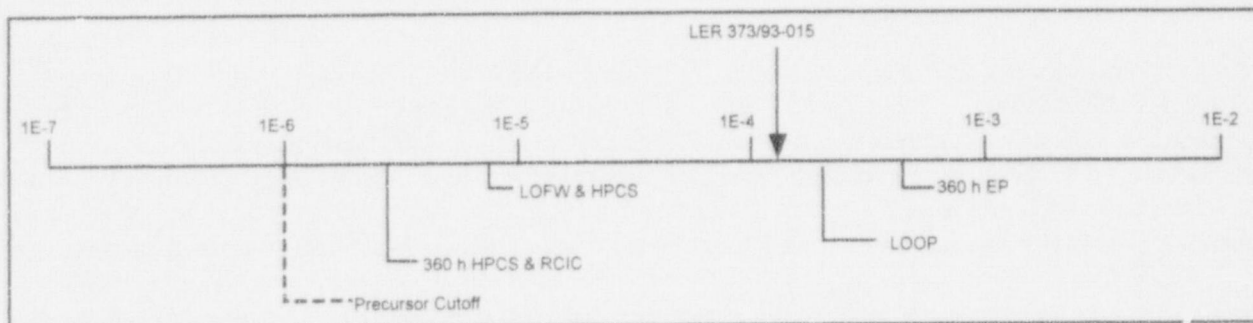 LER 373/93-015
1E-7
1E-6
1E-5
1E-4
1E-3
1E-2
LOFW & HPCS
360 h EP
LOOP
360 h HPCS & RCIC
Precursor Cutoff